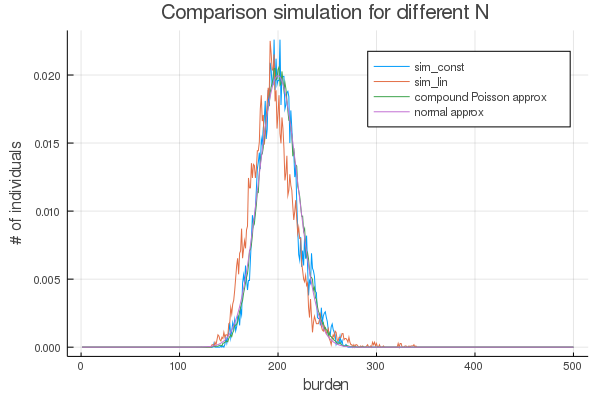 Comparison simulation for different N
sim_const
sim_lin
compound Poisson approx
normal approx
# of individuals
0.020
0.015
0.010
0.005
0.000
0 100 200 300 400 500
burden